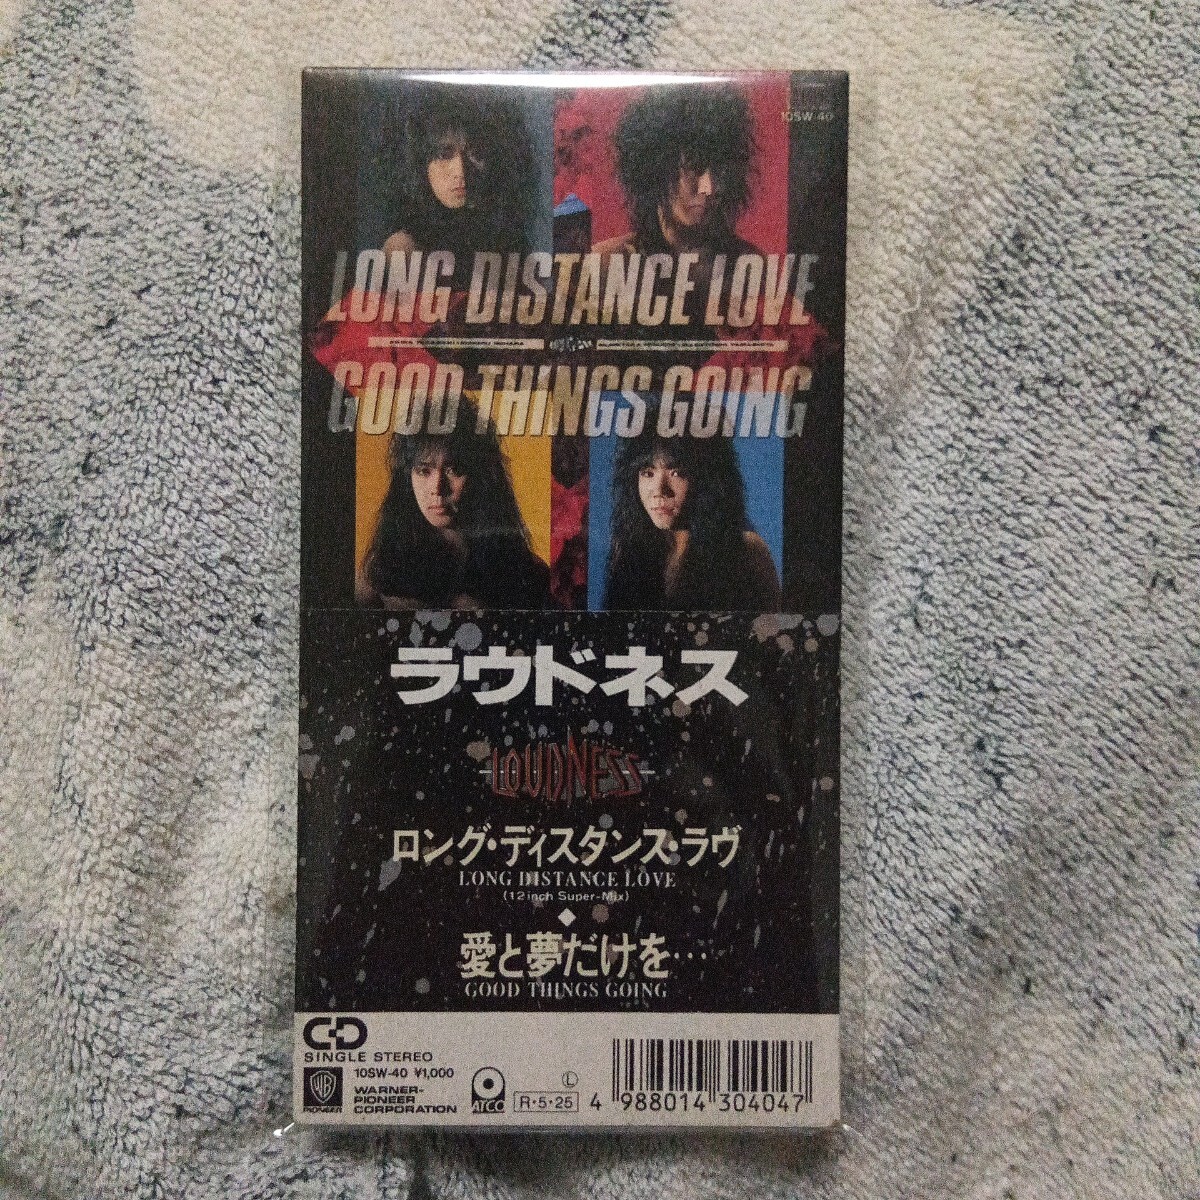 10SW-40
LONG DISTANCE LOVE
GOOD THINGS GOING
ラウドネス
LOUDNESS
ロング・ディスタンス・ラヴ
LONG DISTANCE LOVE
(12inch Super-Mix)
◆
愛と夢だけを…
GOOD THINGS GOING
CD
SINGLE STEREO
10SW-40 ¥1,000
WARNER-
PIONEER
CORPORATION
PIONEER
ATCO
Ⓛ
R・5・25
4 988014 304047